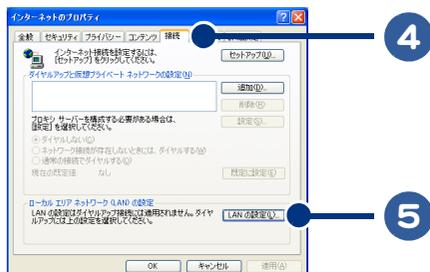 インターネットのプロパティ
全般 セキュリティ プライバシー コンテンツ 接続
4
インターネット接続を設定するには、
[セットアップ] をクリックしてください。
セットアップ(U)...
ダイヤルアップと仮想プライベート ネットワークの設定(N)
追加(D)...
削除(R)
プロキシ サーバーを構成する必要がある場合は、
[設定] を選択してください。
設定(S)...
ダイヤルしない(C)
ネットワーク接続が存在しないときには、ダイヤルする(W)
通常の接続でダイヤルする(O)
現在の既定値 なし
既定に設定(E)
ローカル エリア ネットワーク (LAN) の設定
LAN の設定はダイヤルアップ接続には適用されません。ダイヤ
ルアップには上の設定を選択してください。
LAN の設定(L)...
5
OK キャンセル 適用(A)